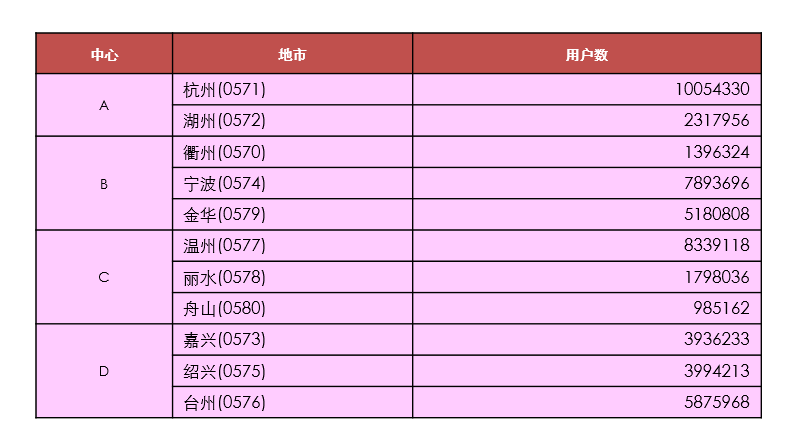 中心 地市 用户数
A 杭州(0571) 10054330
湖州(0572) 2317956
B 衢州(0570) 1396324
宁波(0574) 7893696
金华(0579) 5180808
C 温州(0577) 8339118
丽水(0578) 1798036
舟山(0580) 985162
D 嘉兴(0573) 3936233
绍兴(0575) 3994213
台州(0576) 5875968